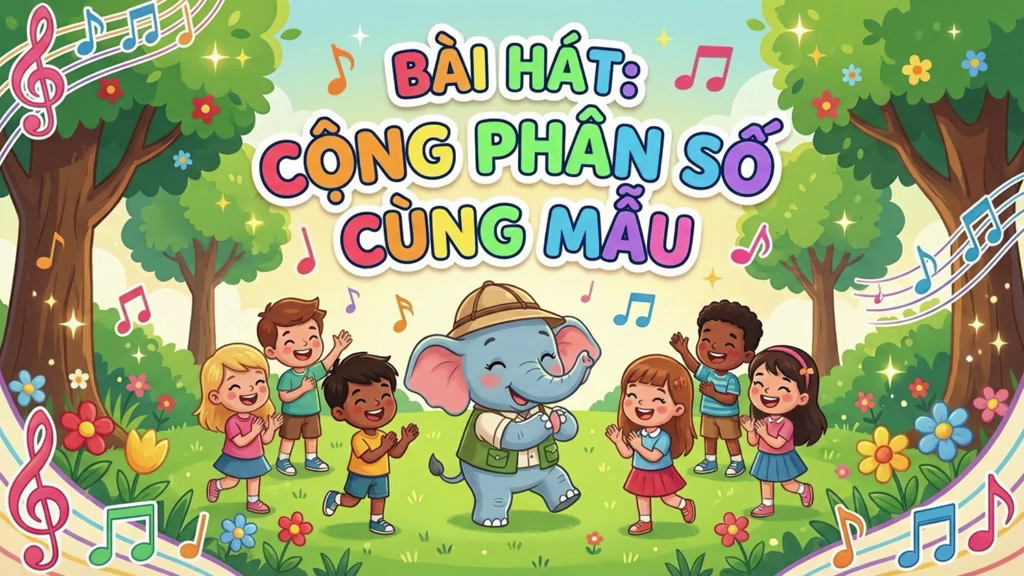 BÀI HÁT:
CỘNG PHÂN SỐ
CÙNG MẪU